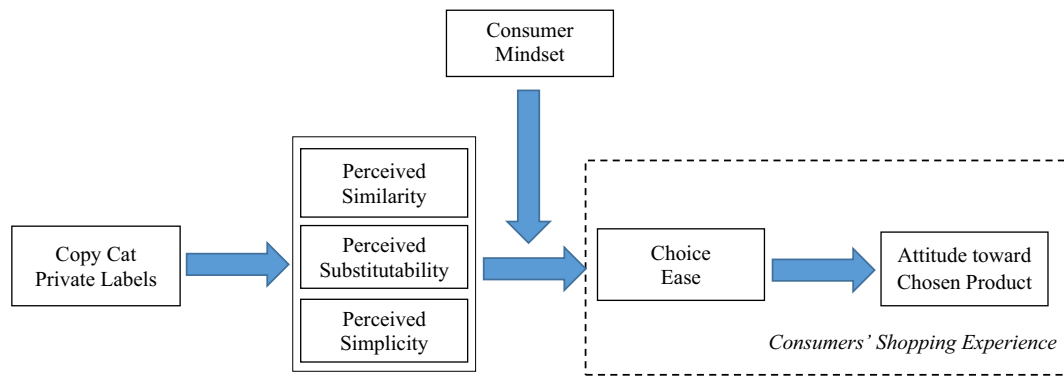 Consumer
Mindset
Perceived
Similarity
Copy Cat
Private Labels
Perceived
Substitutability
Perceived
Simplicity
Choice
Ease
Attitude toward
Chosen Product
Consumers’ Shopping Experience